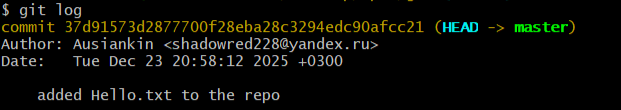 $ git log
commit 37d91573d2877700f28eba28c3294edc90afcc21 (HEAD -> master)
Author: Ausiankin <shadowred228@yandex.ru>
Date:   Tue Dec 23 20:58:12 2025 +0300
    added Hello.txt to the repo